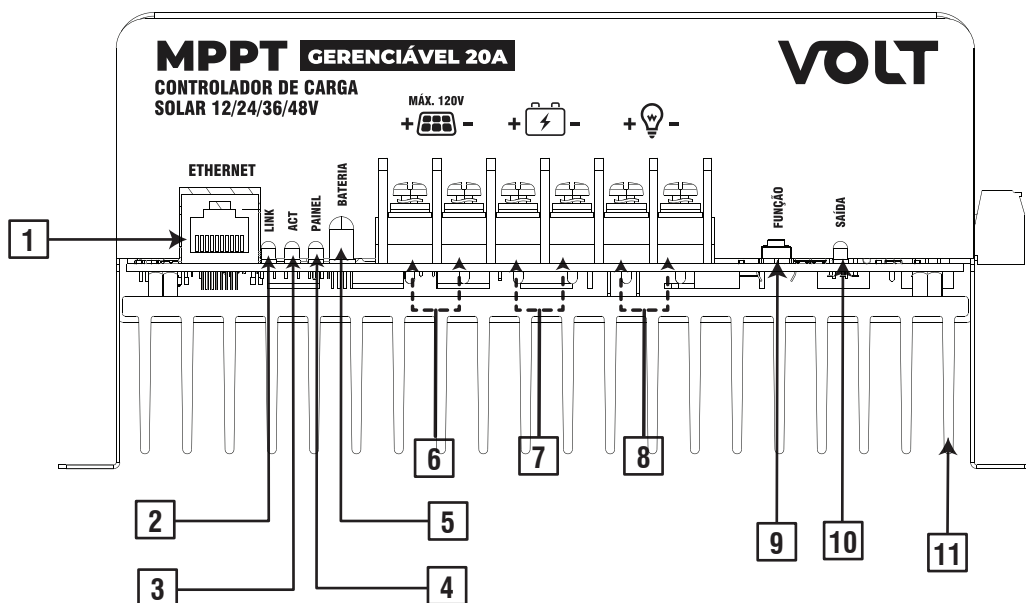 MPPT GERENCIÁVEL 20A
CONTROLADOR DE CARGA
SOLAR 12/24/36/48V
VOLT
MÁX. 120V
+ -
+ -
+ -
ETHERNET
LINK
ACT
PAINEL
BATERIA
FUNÇÃO
SAÍDA
1
6
7
8
2
5
9
10
11
3
4